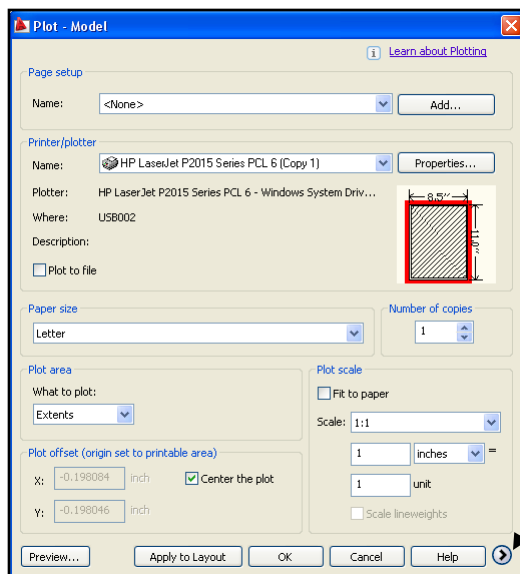 Plot - Model
Learn about Plotting
Page setup
Name: <None> Add...
Printer/plotter
Name: HP LaserJet P2015 Series PCL 6 (Copy 1) Properties...
Plotter: HP LaserJet P2015 Series PCL 6 - Windows System Driv...
Where: USB002
Description:
Plot to file
8.5''
11.0''
Paper size
Letter
Number of copies
1
Plot area
What to plot:
Extents
Plot offset (origin set to printable area)
X: -0.198084 inch Center the plot
Y: -0.198046 inch
Plot scale
Fit to paper
Scale: 1:1
1 inches =
1 unit
Scale lineweights
Preview... Apply to Layout OK Cancel Help